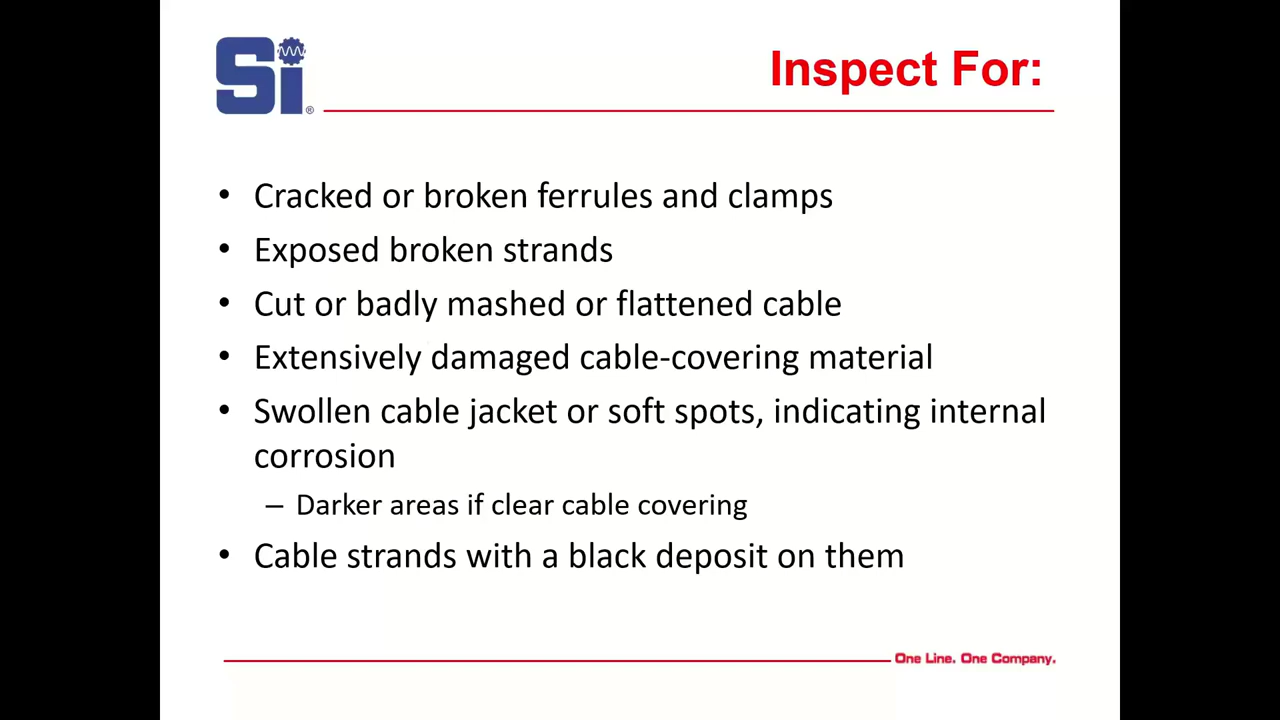 Si®
Inspect For:
• Cracked or broken ferrules and clamps
• Exposed broken strands
• Cut or badly mashed or flattened cable
• Extensively damaged cable-covering material
• Swollen cable jacket or soft spots, indicating internal
corrosion
– Darker areas if clear cable covering
• Cable strands with a black deposit on them
One Line. One Company.